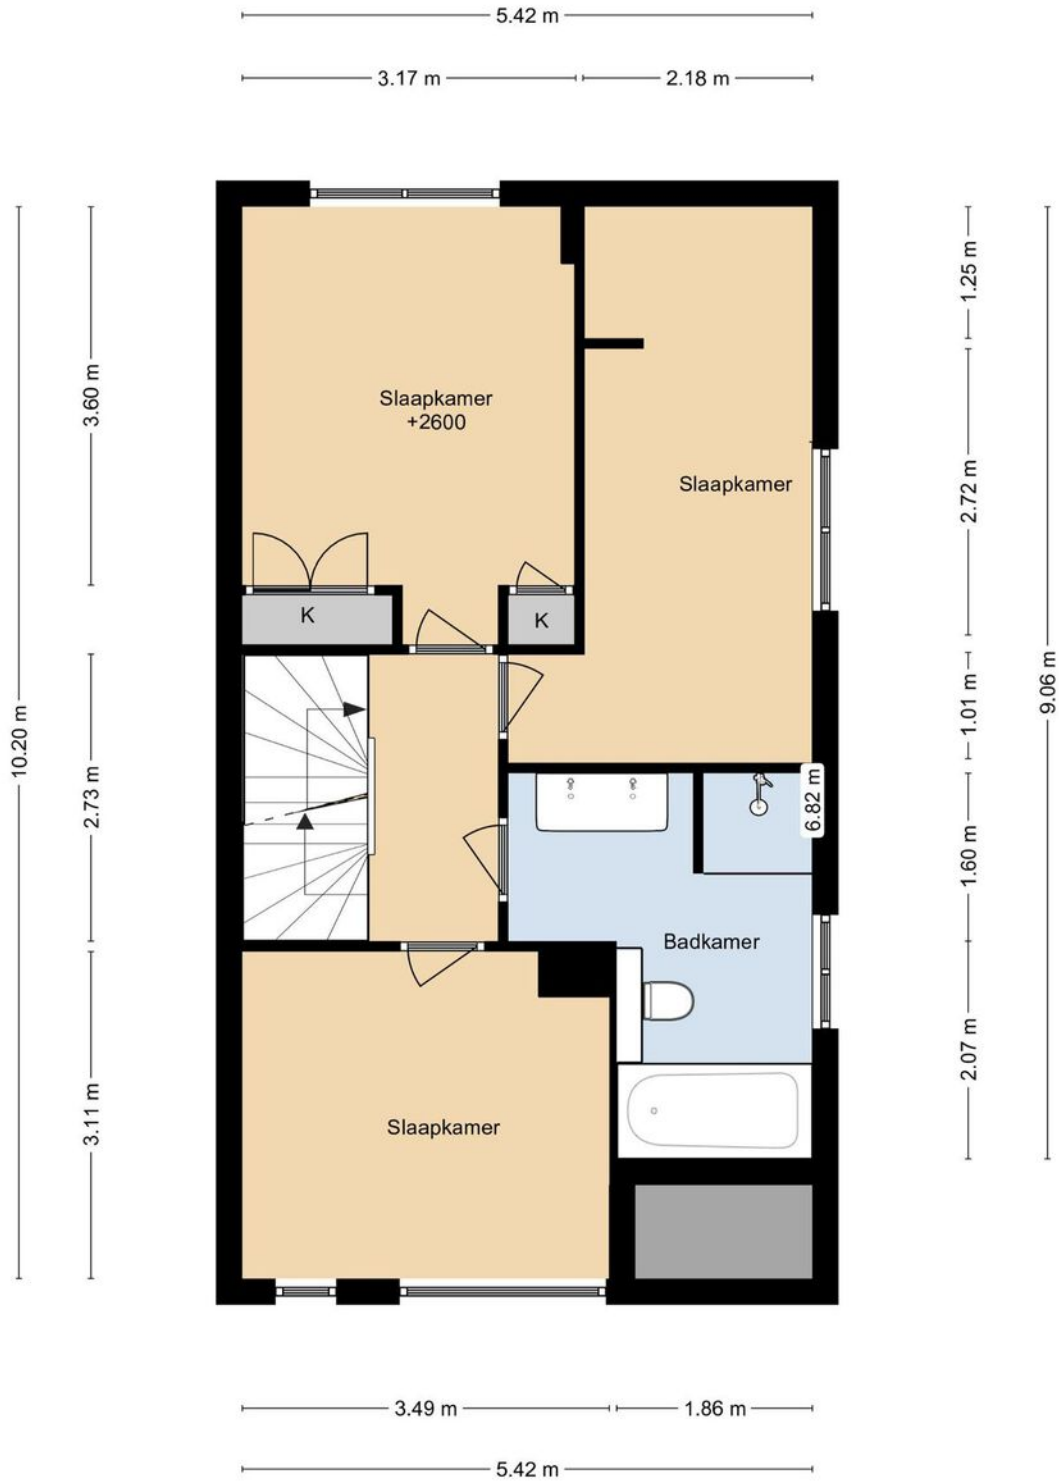 5.42 m
3.17 m
2.18 m
10.20 m
3.60 m
2.73 m
3.11 m
1.25 m
2.72 m
1.01 m
1.60 m
2.07 m
9.06 m
Slaapkamer
+2600
Slaapkamer
K
K
6.82 m
Badkamer
Slaapkamer
3.49 m
1.86 m
5.42 m